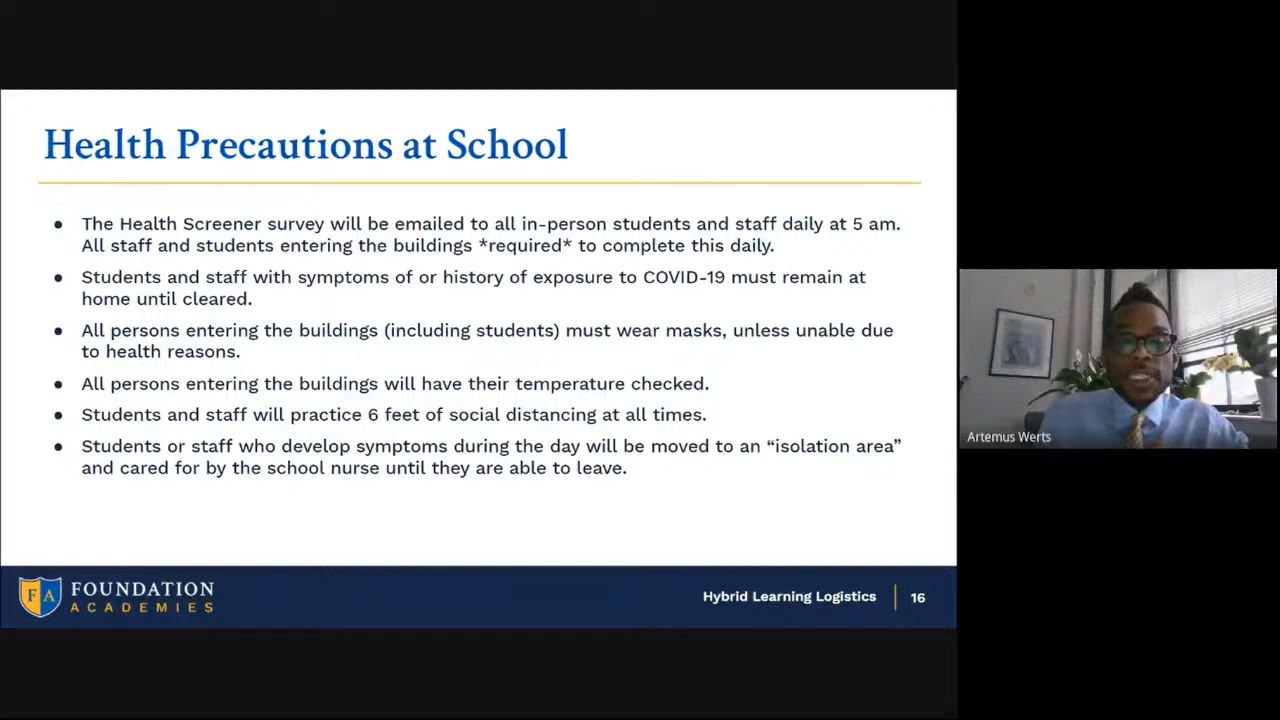 Health Precautions at School
● The Health Screener survey will be emailed to all in-person students and staff daily at 5 am.
All staff and students entering the buildings *required* to complete this daily.
● Students and staff with symptoms of or history of exposure to COVID-19 must remain at
home until cleared.
● All persons entering the buildings (including students) must wear masks, unless unable due
to health reasons.
● All persons entering the buildings will have their temperature checked.
● Students and staff will practice 6 feet of social distancing at all times.
● Students or staff who develop symptoms during the day will be moved to an “isolation area”
and cared for by the school nurse until they are able to leave.
Artemus Werts
FA
FOUNDATION
ACADEMIES
Hybrid Learning Logistics
16